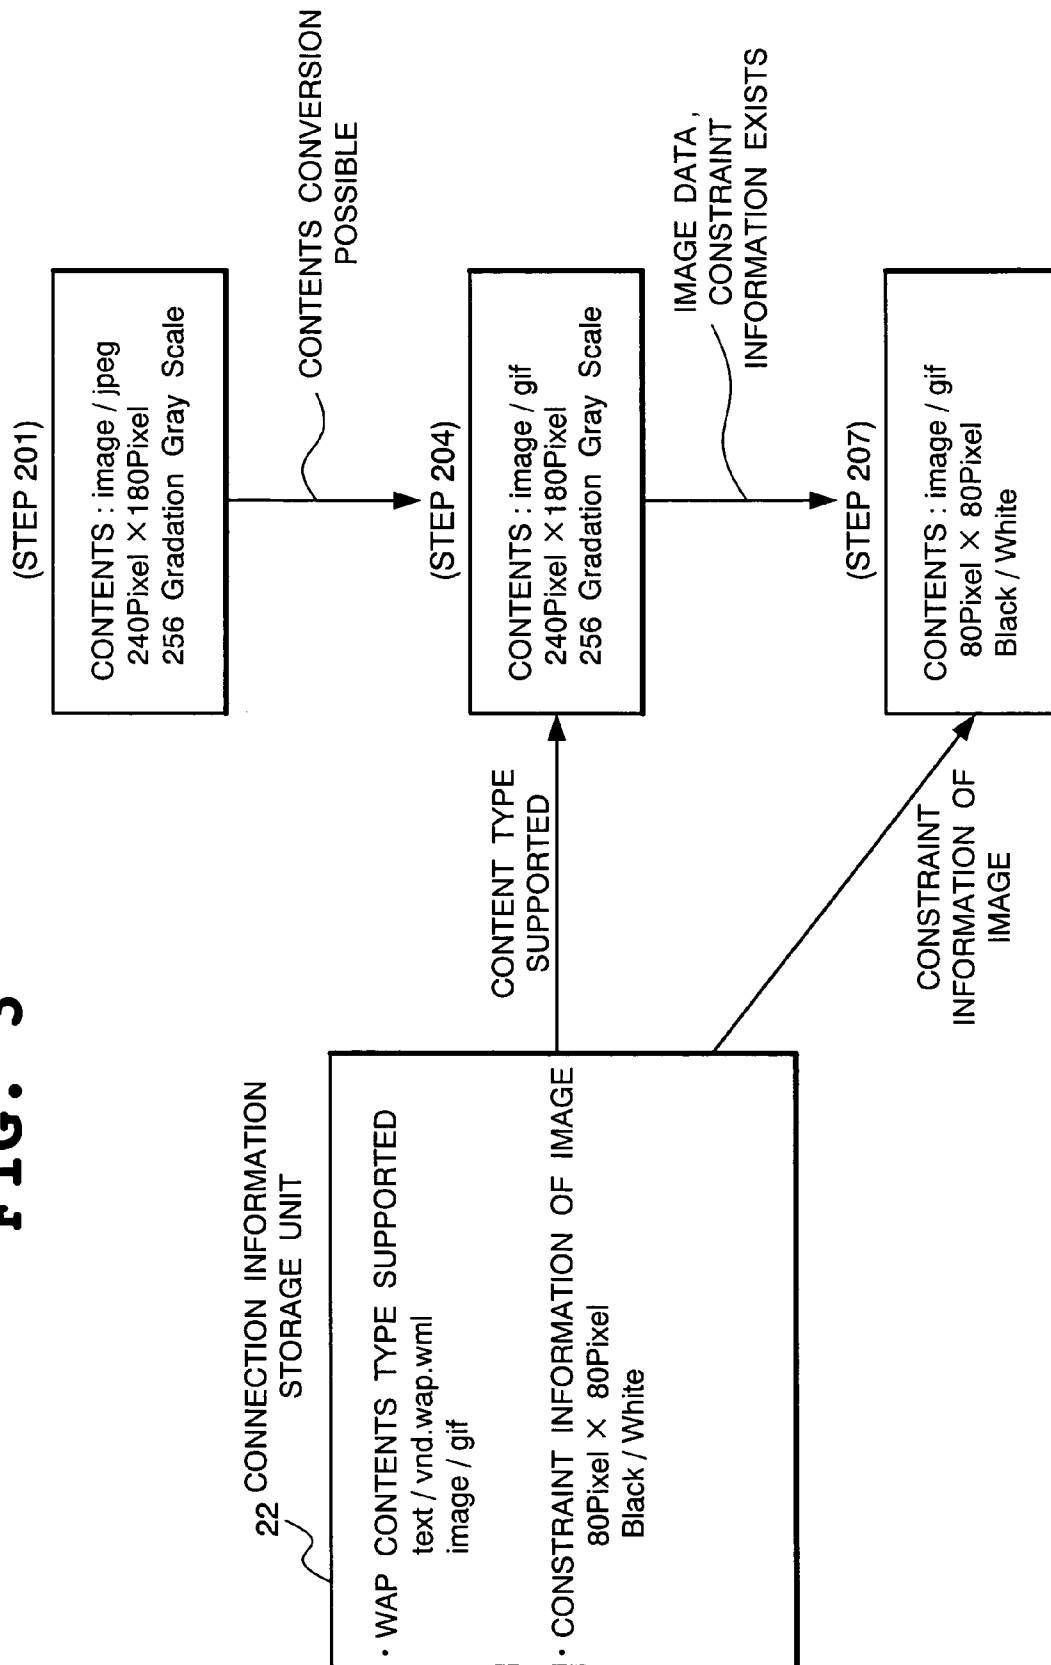 FIG.
(STEP 201)
CONTENTS : image / jpeg
240Pixel × 180Pixel
256 Gradation Gray Scale
CONTENTS CONVERSION
POSSIBLE
(STEP 204)
CONTENTS : image / gif
240Pixel × 180Pixel
256 Gradation Gray Scale
IMAGE DATA,
CONSTRAINT
INFORMATION EXISTS
(STEP 207)
CONTENTS : image / gif
80Pixel × 80Pixel
Black / White
CONTENT TYPE
SUPPORTED
CONSTRAINT
INFORMATION OF
IMAGE
22 CONNECTION INFORMATION
STORAGE UNIT
· WAP CONTENTS TYPE SUPPORTED
text / vnd.wap.wml
image / gif
· CONSTRAINT INFORMATION OF IMAGE
80Pixel × 80Pixel
Black / White